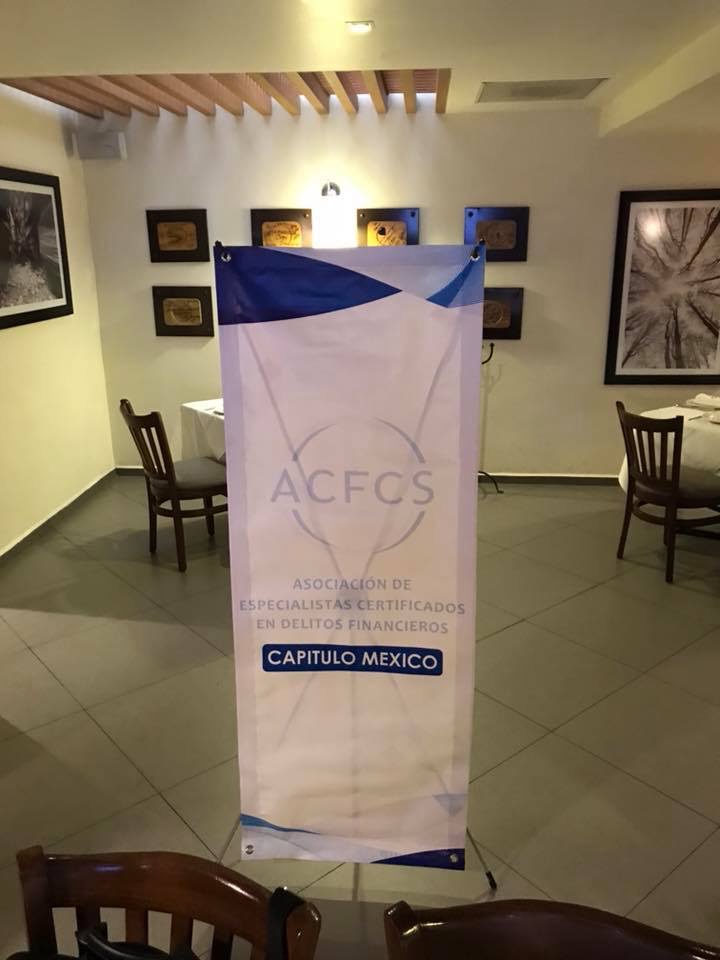 ACFCS
ASOCIACIÓN DE
ESPECIALISTAS CERTIFICADOS
EN DELITOS FINANCIEROS
CAPITULO MEXICO